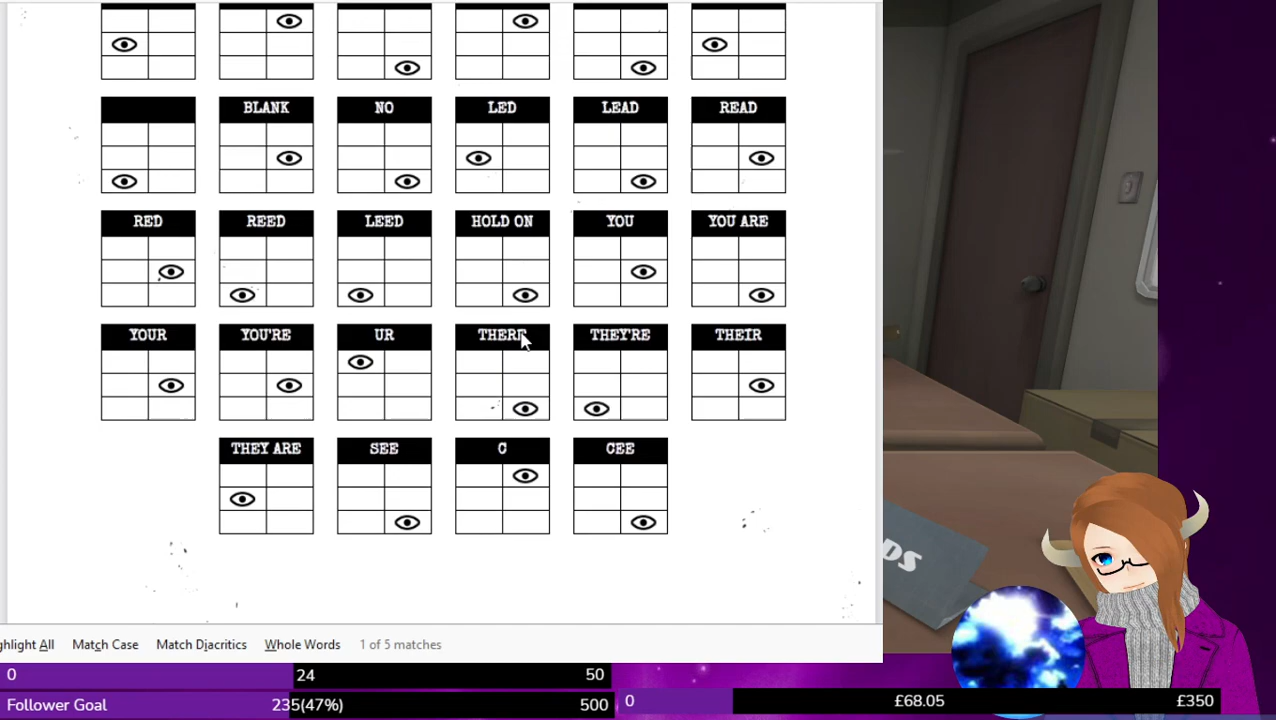 BLANK NO LED LEAD READ
RED REED LEED HOLD ON YOU YOU ARE
YOUR YOU'RE UR THERE THEY'RE THEIR
THEY ARE SEE C CEE
DS
ghlight All Match Case Match Diacritics Whole Words 1 of 5 matches
0 24 50
Follower Goal 235(47%) 500 0 £68.05 £350